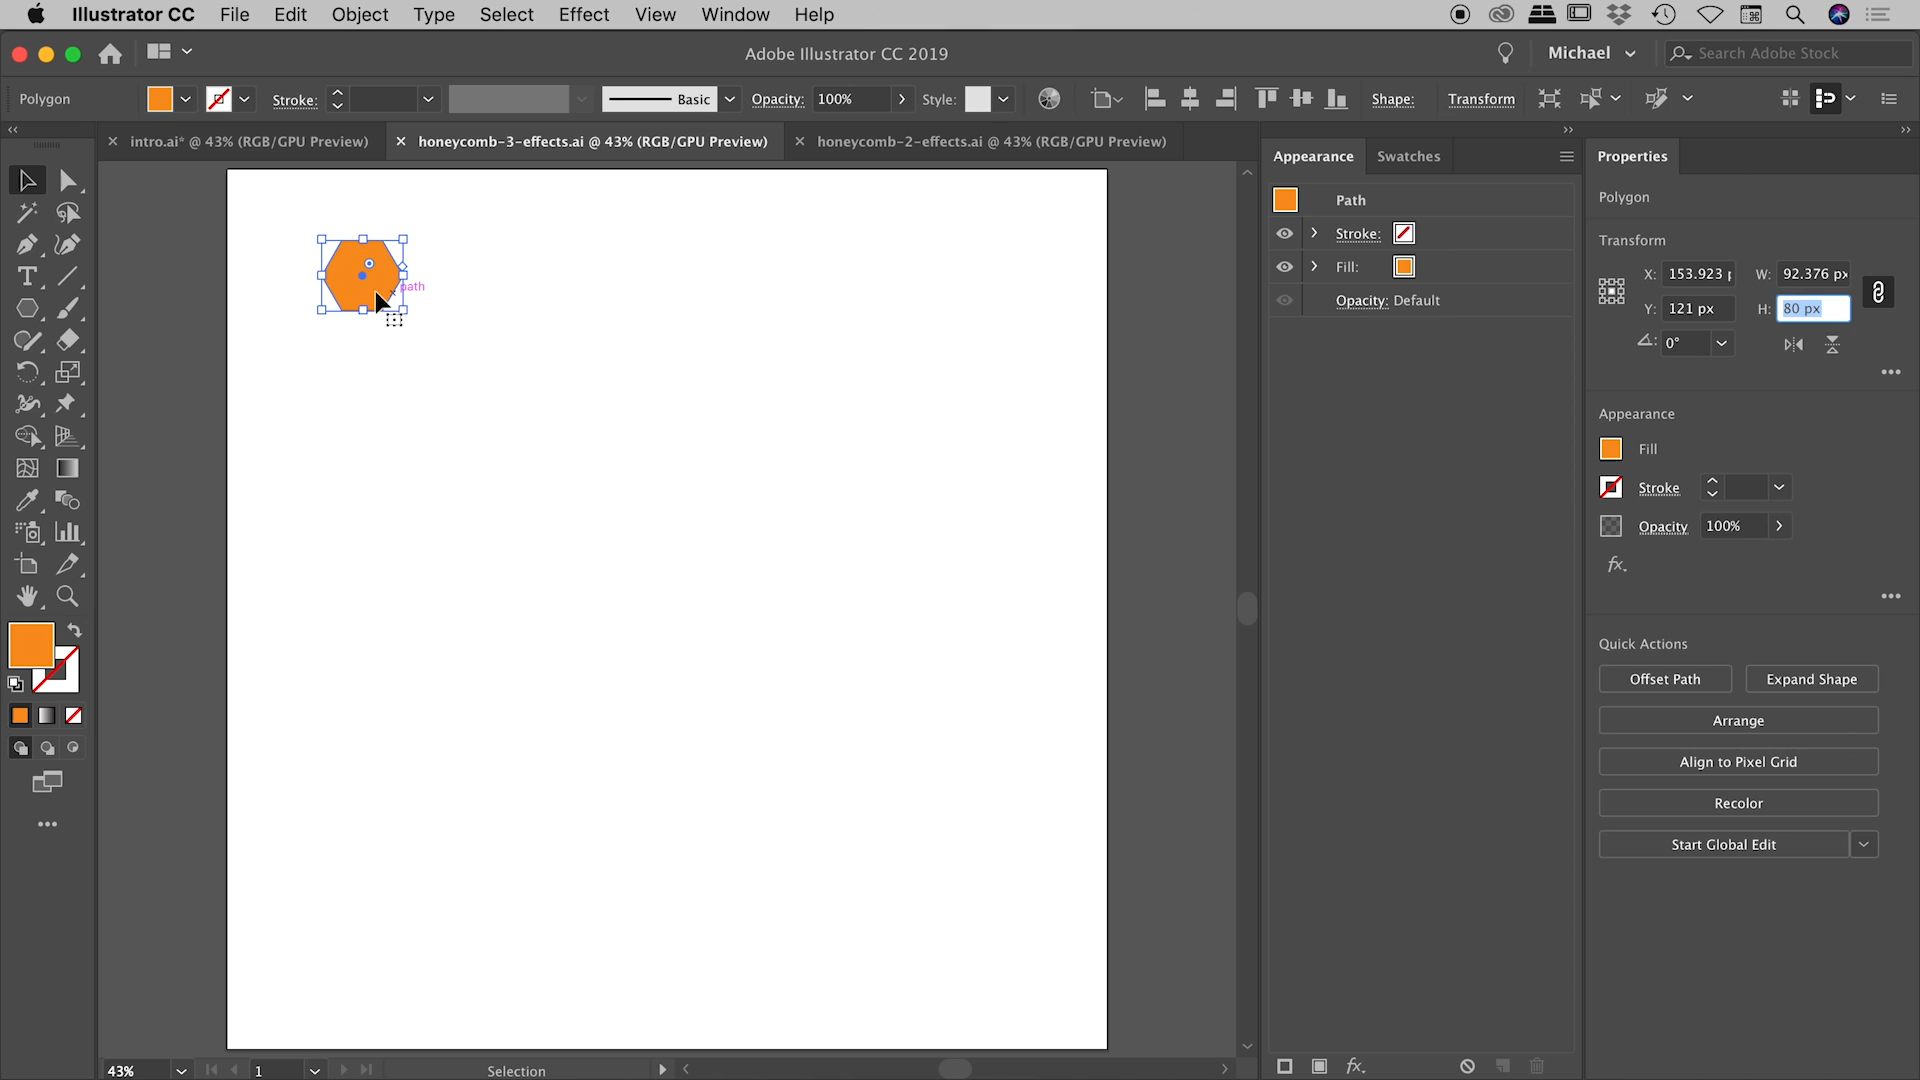 Illustrator CC File Edit Object Type Select Effect View Window Help
Adobe Illustrator CC 2019
Michael
Search Adobe Stock
Polygon
Stroke:
Basic
Opacity: 100%
Style:
Shape:
Transform
intro.ai* @ 43% (RGB/GPU Preview)
honeycomb-3-effects.ai @ 43% (RGB/GPU Preview)
honeycomb-2-effects.ai @ 43% (RGB/GPU Preview)
path
Appearance
Swatches
Path
Stroke:
Fill:
Opacity: Default
fx
Properties
Polygon
Transform
X: 153.923 p
W: 92.376 px
Y: 121 px
H: 80 px
0°
Appearance
Fill
Stroke
Opacity 100%
fx
Quick Actions
Offset Path
Expand Shape
Arrange
Align to Pixel Grid
Recolor
Start Global Edit
43%
1
Selection